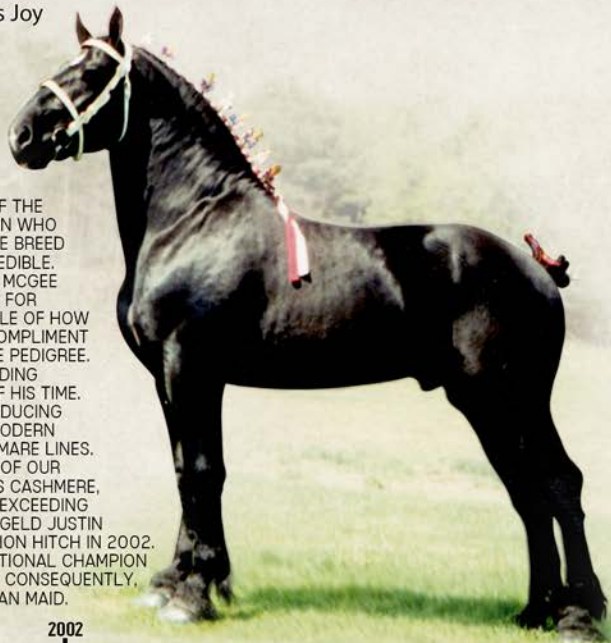 s Joy
F THE
N WHO
E BREED
EDIBLE.
MCGEE
FOR
LE OF HOW
OMPLIMENT
E PEDIGREE.
DING
F HIS TIME.
DUCING
ODERN
MARE LINES.
OF OUR
S CASHMERE,
EXCEEDING
GELD JUSTIN
ION HITCH IN 2002.
TIONAL CHAMPION
CONSEQUENTLY,
AN MAID.
2002